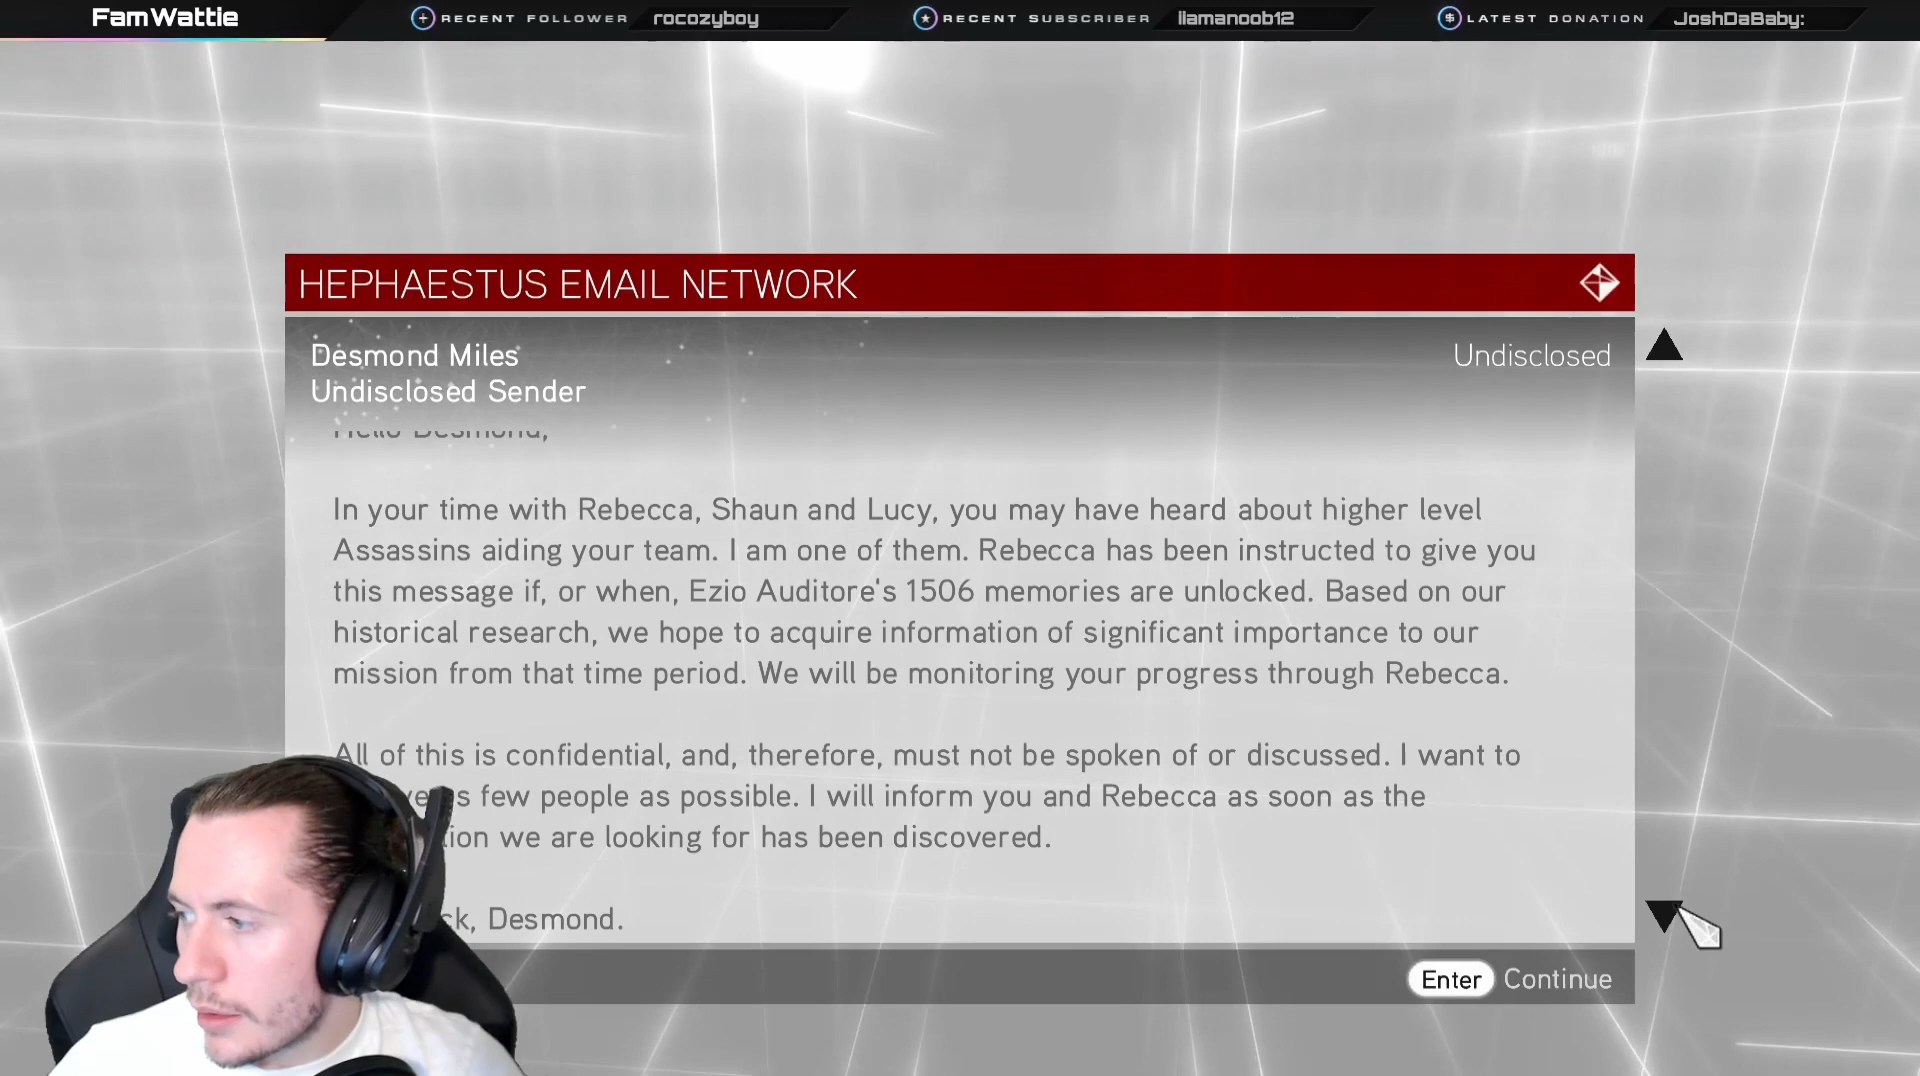 FamWattie
RECENT FOLLOWER rocozyboy
RECENT SUBSCRIBER llamanoob12
LATEST DONATION JoshDaBaby:
HEPHAESTUS EMAIL NETWORK
Desmond Miles Undisclosed
Undisclosed Sender
Hello Desmond,
In your time with Rebecca, Shaun and Lucy, you may have heard about higher level
Assassins aiding your team. I am one of them. Rebecca has been instructed to give you
this message if, or when, Ezio Auditore's 1506 memories are unlocked. Based on our
historical research, we hope to acquire information of significant importance to our
mission from that time period. We will be monitoring your progress through Rebecca.
All of this is confidential, and, therefore, must not be spoken of or discussed. I want to
s few people as possible. I will inform you and Rebecca as soon as the
tion we are looking for has been discovered.
ck, Desmond.
Enter Continue